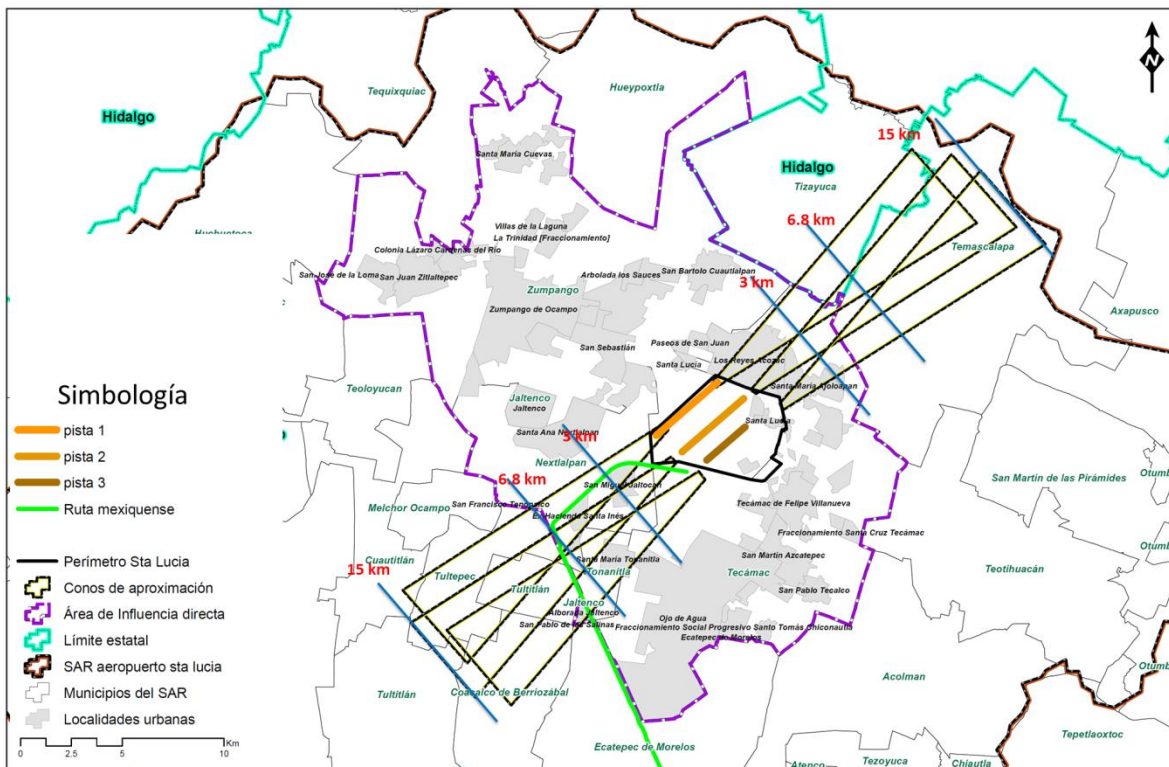 Hueypoxtla
Tequixquiac
Hidalgo
15 km
Santa María Cuevas
Hidalgo
Tizayuca
6.8 km
Villas de la Laguna
La Trinidad [Fraccionamiento]
Temascalapa
Colonia Lázaro Cárdenas del Río
San José de la Loma
San Juan Zitlaltepec
Arbolada los Sauces
San Bartolo Cuautlalpan
3 km
Zumpango
Zumpango de Ocampo
Axapusco
San Sebastián
Paseos de San Juan
Santa Lucía
Los Reyes Acozac
Santa María Ajoloapan
Teoloyucan
Jaltenco
Jaltenco
Santa Lucía
Santa Ana Nextlalpan
3 km
Nextlalpan
San Martín de las Pirámides
Otumb
6.8 km
San Miguel Jaltocan
Melchor Ocampo
Tecámac de Felipe Villanueva
Ex Hacienda Santa Inés
Fraccionamiento Santa Cruz Tecámac
Otumb
Cuautitlán
San Martín Azcatepec
Santa María Tonanitla
Teotihuacán
15 km
Tultepec
Tonanitla
Tecámac
Tultitlán
San Pablo Tecalco
Jaltenco
Alborada Jaltenco
Ojo de Agua
San Pablo de las Salinas
Fraccionamiento Social Progresivo Santo Tomás Chiconautla
Ecatepec de Morelos
Otumb
Acolman
Tultitlán
Coacalco de Berriozábal
Tepetlaoxtoc
Ecatepec de Morelos
Atenco
Tezoyuca
Chiautla
Simbología
pista 1
pista 2
pista 3
Ruta mexiquense
Perímetro Sta Lucia
Conos de aproximación
Área de Influencia directa
Límite estatal
SAR aeropuerto sta lucia
Municipios del SAR
Localidades urbanas
0 2.5 5 10
Km
N